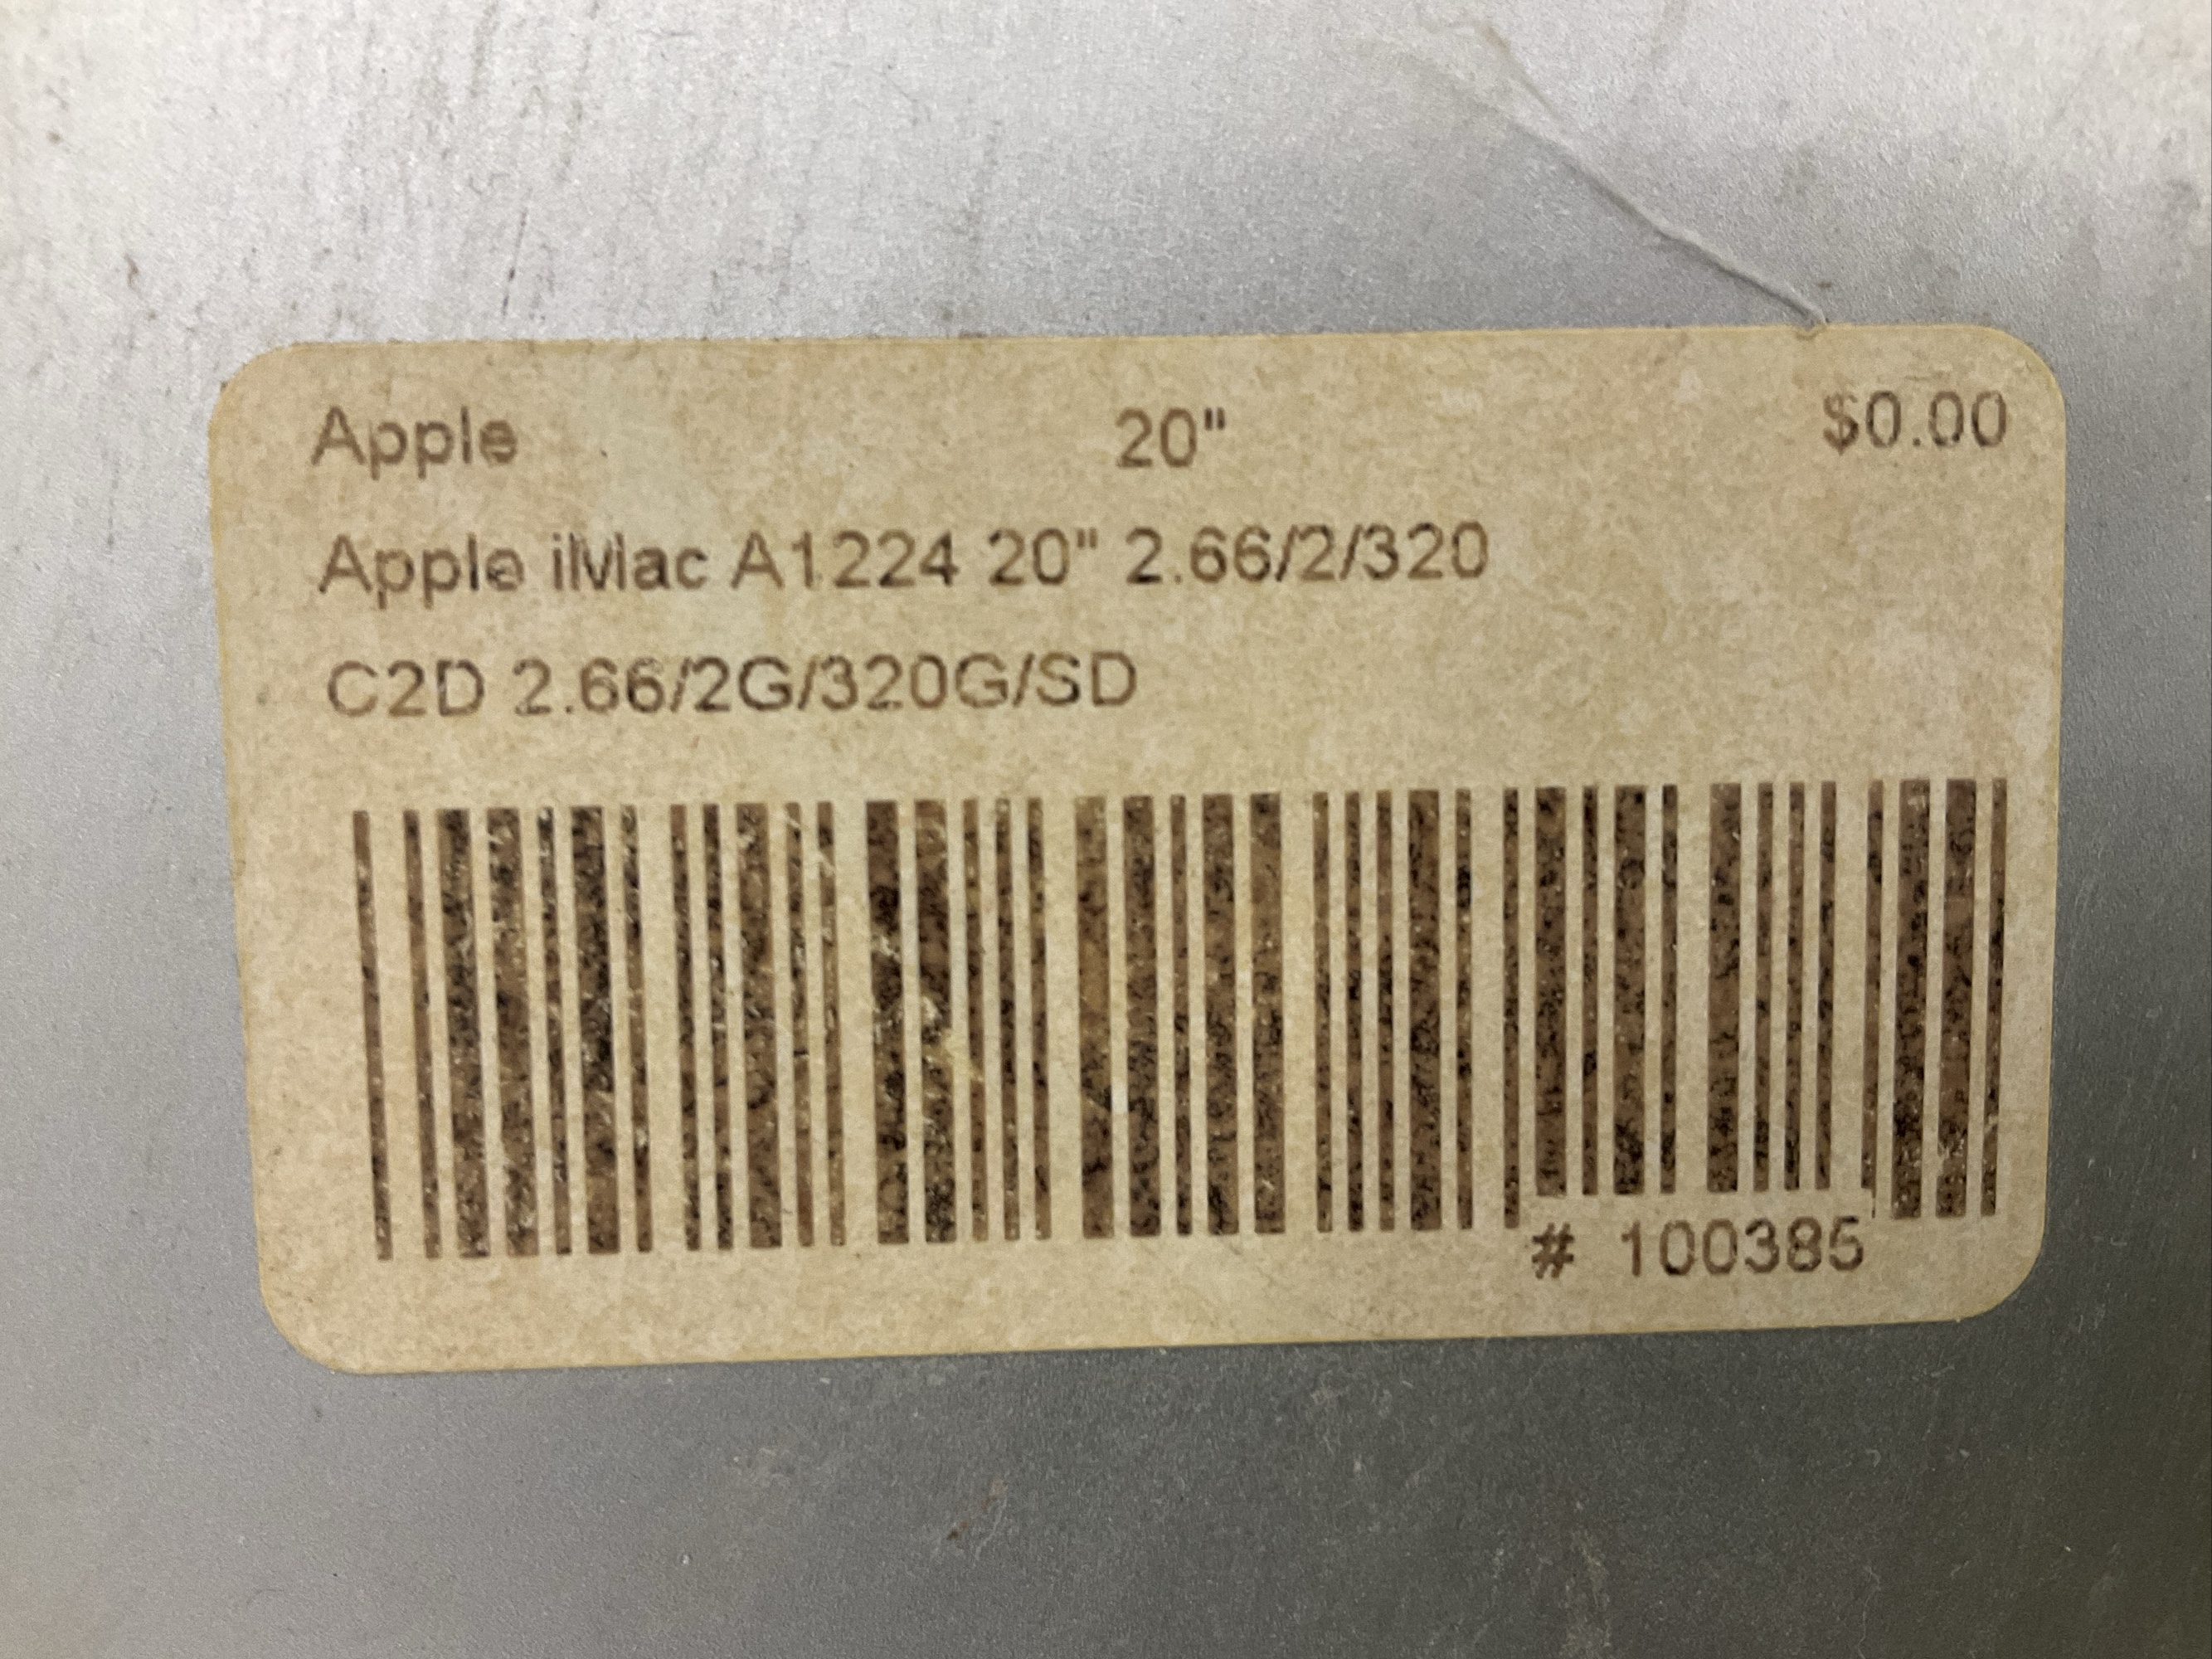 Apple 20" $0.00
Apple iMac A1224 20" 2.66/2/320
C2D 2.66/2G/320G/SD
# 100385